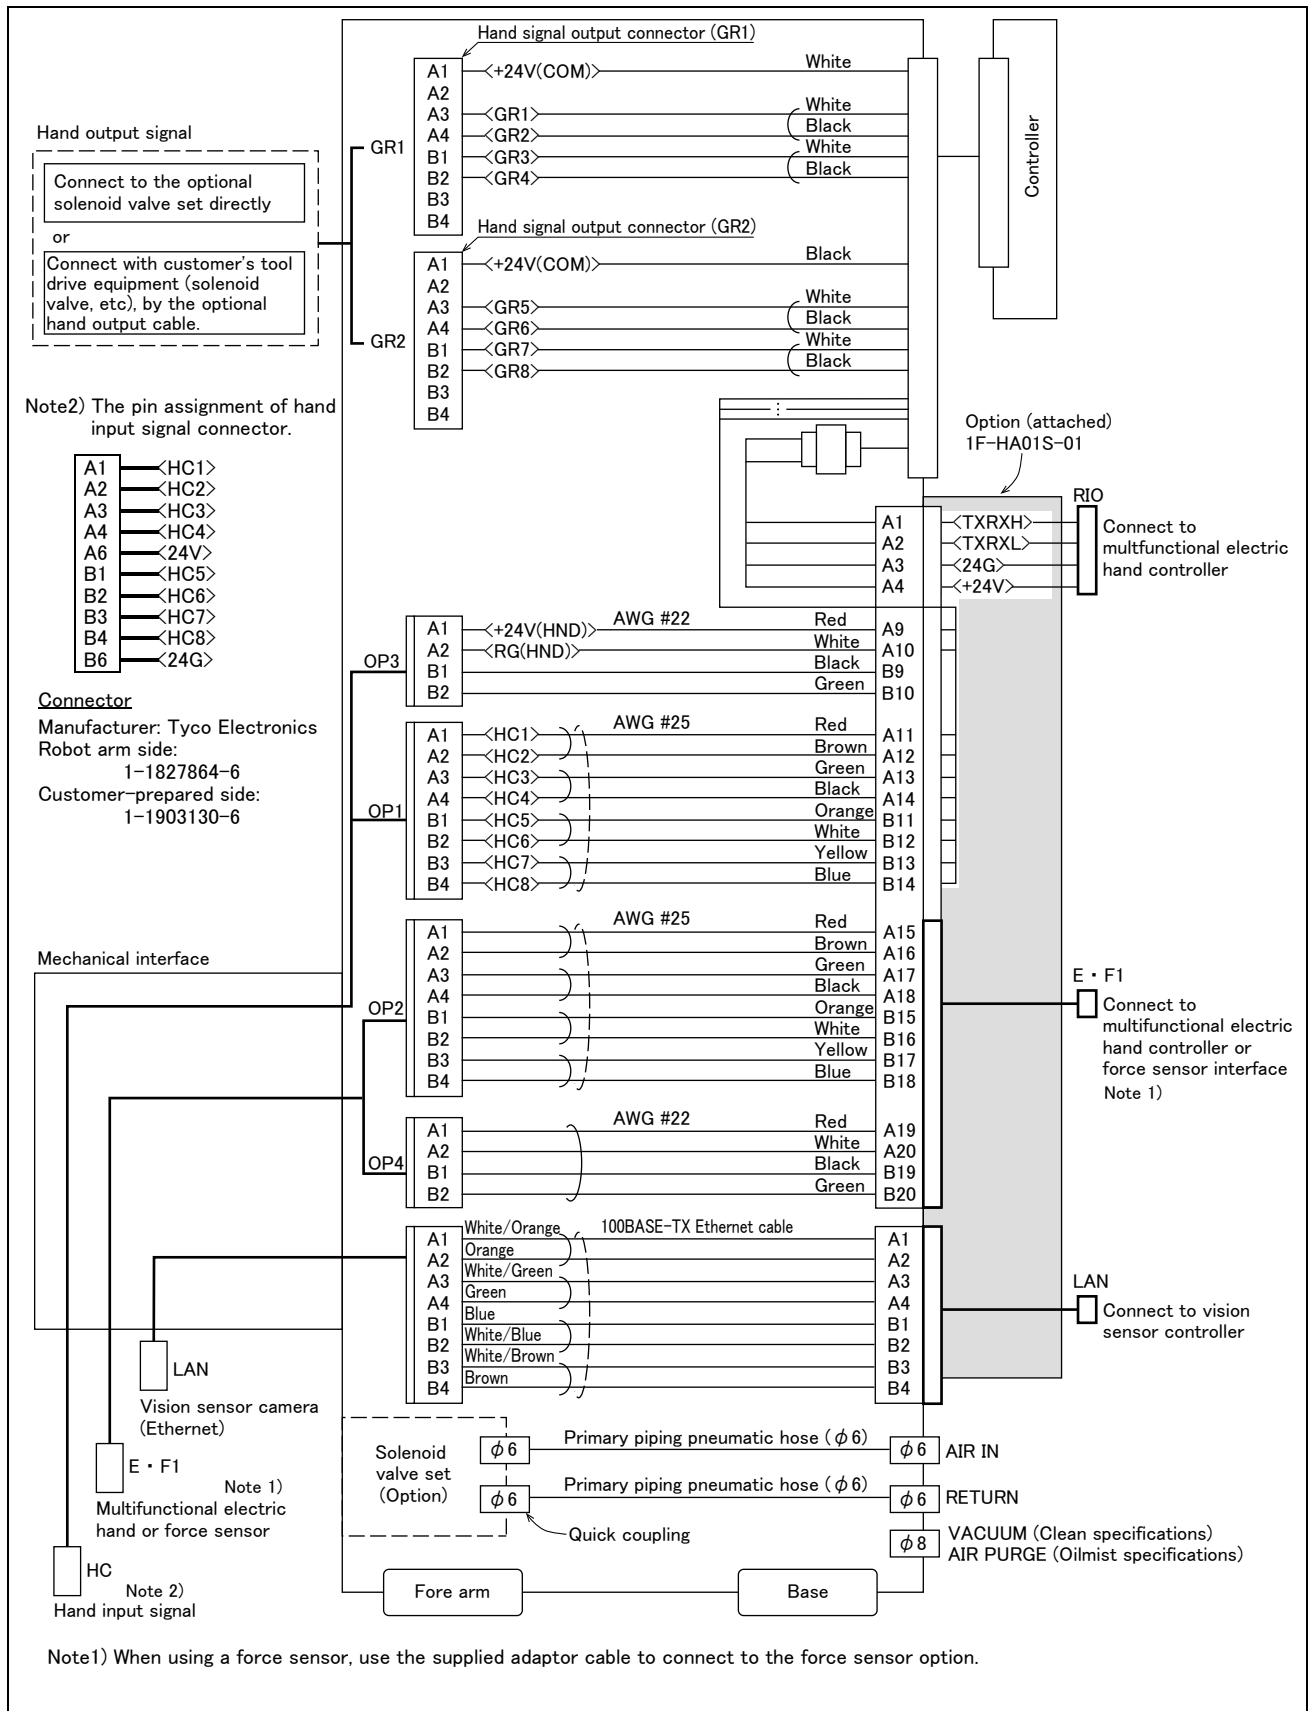 Hand signal output connector (GR1)
A1 <+24V(COM)> White
A2
A3 <GR1> White
A4 <GR2> Black
B1 <GR3> White
B2 <GR4> Black
B3
B4
GR1
Controller
Hand output signal
Connect to the optional
solenoid valve set directly
or
Connect with customer's tool
drive equipment (solenoid
valve, etc), by the optional
hand output cable.
Hand signal output connector (GR2)
A1 <+24V(COM)> Black
A2
A3 <GR5> White
A4 <GR6> Black
B1 <GR7> White
B2 <GR8> Black
B3
B4
GR2
Note2) The pin assignment of hand
input signal connector.
A1 <HC1>
A2 <HC2>
A3 <HC3>
A4 <HC4>
A6 <24V>
B1 <HC5>
B2 <HC6>
B3 <HC7>
B4 <HC8>
B6 <24G>
Connector
Manufacturer: Tyco Electronics
Robot arm side:
1-1827864-6
Customer-prepared side:
1-1903130-6
Option (attached)
1F-HA01S-01
RIO
A1 <TXRXH>
A2 <TXRXL>
A3 <24G>
A4 <+24V>
Connect to
multfunctional electric
hand controller
OP3
AWG #22
A1 <+24V(HND)> Red A9
A2 <RG(HND)> White A10
B1 Black B9
B2 Green B10
OP1
AWG #25
A1 <HC1> Red A11
A2 <HC2> Brown A12
A3 <HC3> Green A13
A4 <HC4> Black A14
B1 <HC5> Orange B11
B2 <HC6> White B12
B3 <HC7> Yellow B13
B4 <HC8> Blue B14
OP2
AWG #25
A1 Red A15
A2 Brown A16
A3 Green A17
A4 Black A18
B1 Orange B15
B2 White B16
B3 Yellow B17
B4 Blue B18
E・F1
Connect to
multifunctional electric
hand controller or
force sensor interface
Note 1)
OP4
AWG #22
A1 Red A19
A2 White A20
B1 Black B19
B2 Green B20
100BASE-TX Ethernet cable
A1 White/Orange A1
A2 Orange A2
A3 White/Green A3
A4 Green A4
B1 Blue B1
B2 White/Blue B2
B3 White/Brown B3
B4 Brown B4
LAN
Connect to vision
sensor controller
Mechanical interface
LAN
Vision sensor camera
(Ethernet)
E・F1
Note 1)
Multifunctional electric
hand or force sensor
HC
Note 2)
Hand input signal
Solenoid
valve set
(Option)
φ6 Primary piping pneumatic hose (φ6) φ6 AIR IN
φ6 Primary piping pneumatic hose (φ6) φ6 RETURN
Quick coupling
φ8 VACUUM (Clean specifications)
AIR PURGE (Oilmist specifications)
Fore arm
Base
Note1) When using a force sensor, use the supplied adaptor cable to connect to the force sensor option.